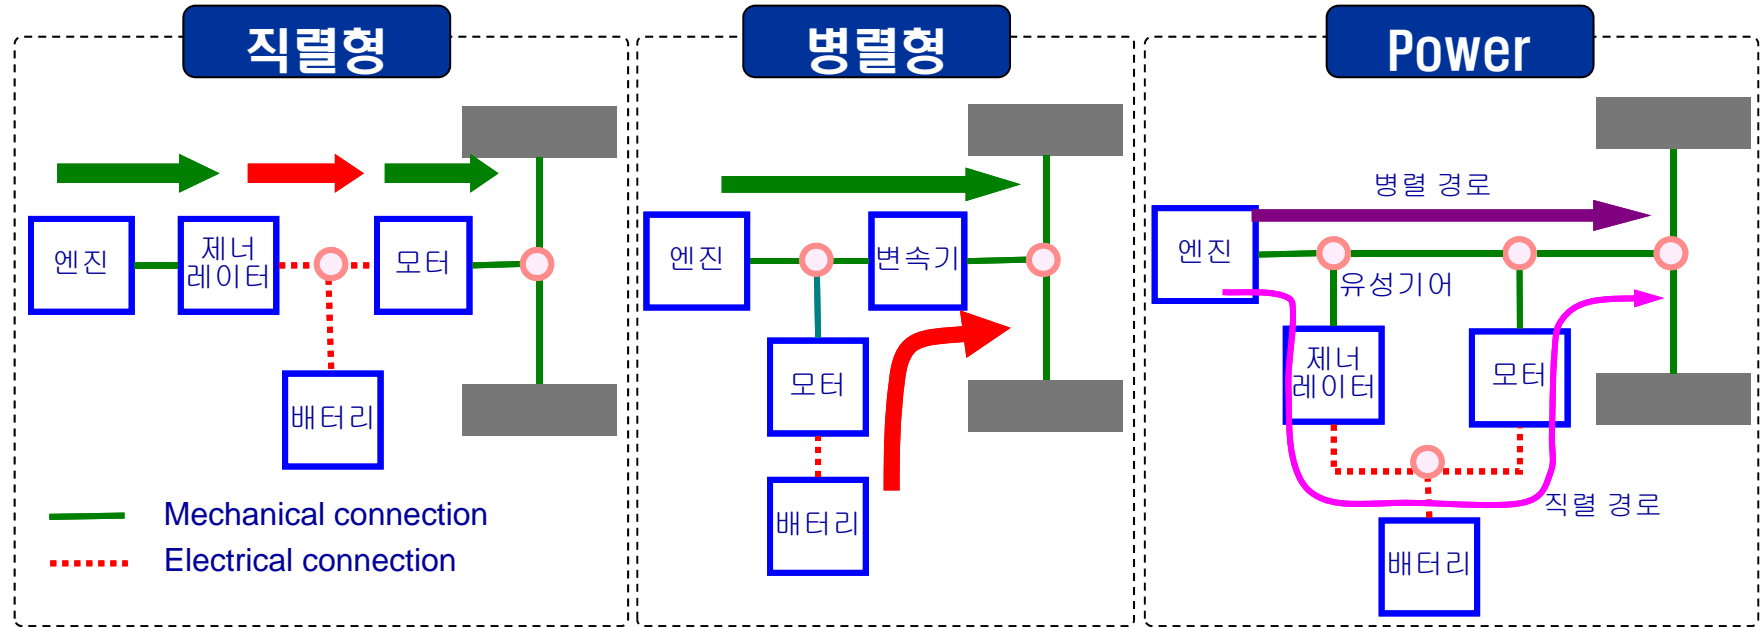 직렬형
엔진
제너
레이터
모터
배터리
Mechanical connection
Electrical connection
병렬형
엔진
변속기
모터
배터리
Power
병렬 경로
엔진
유성기어
제너
레이터
모터
직렬 경로
배터리